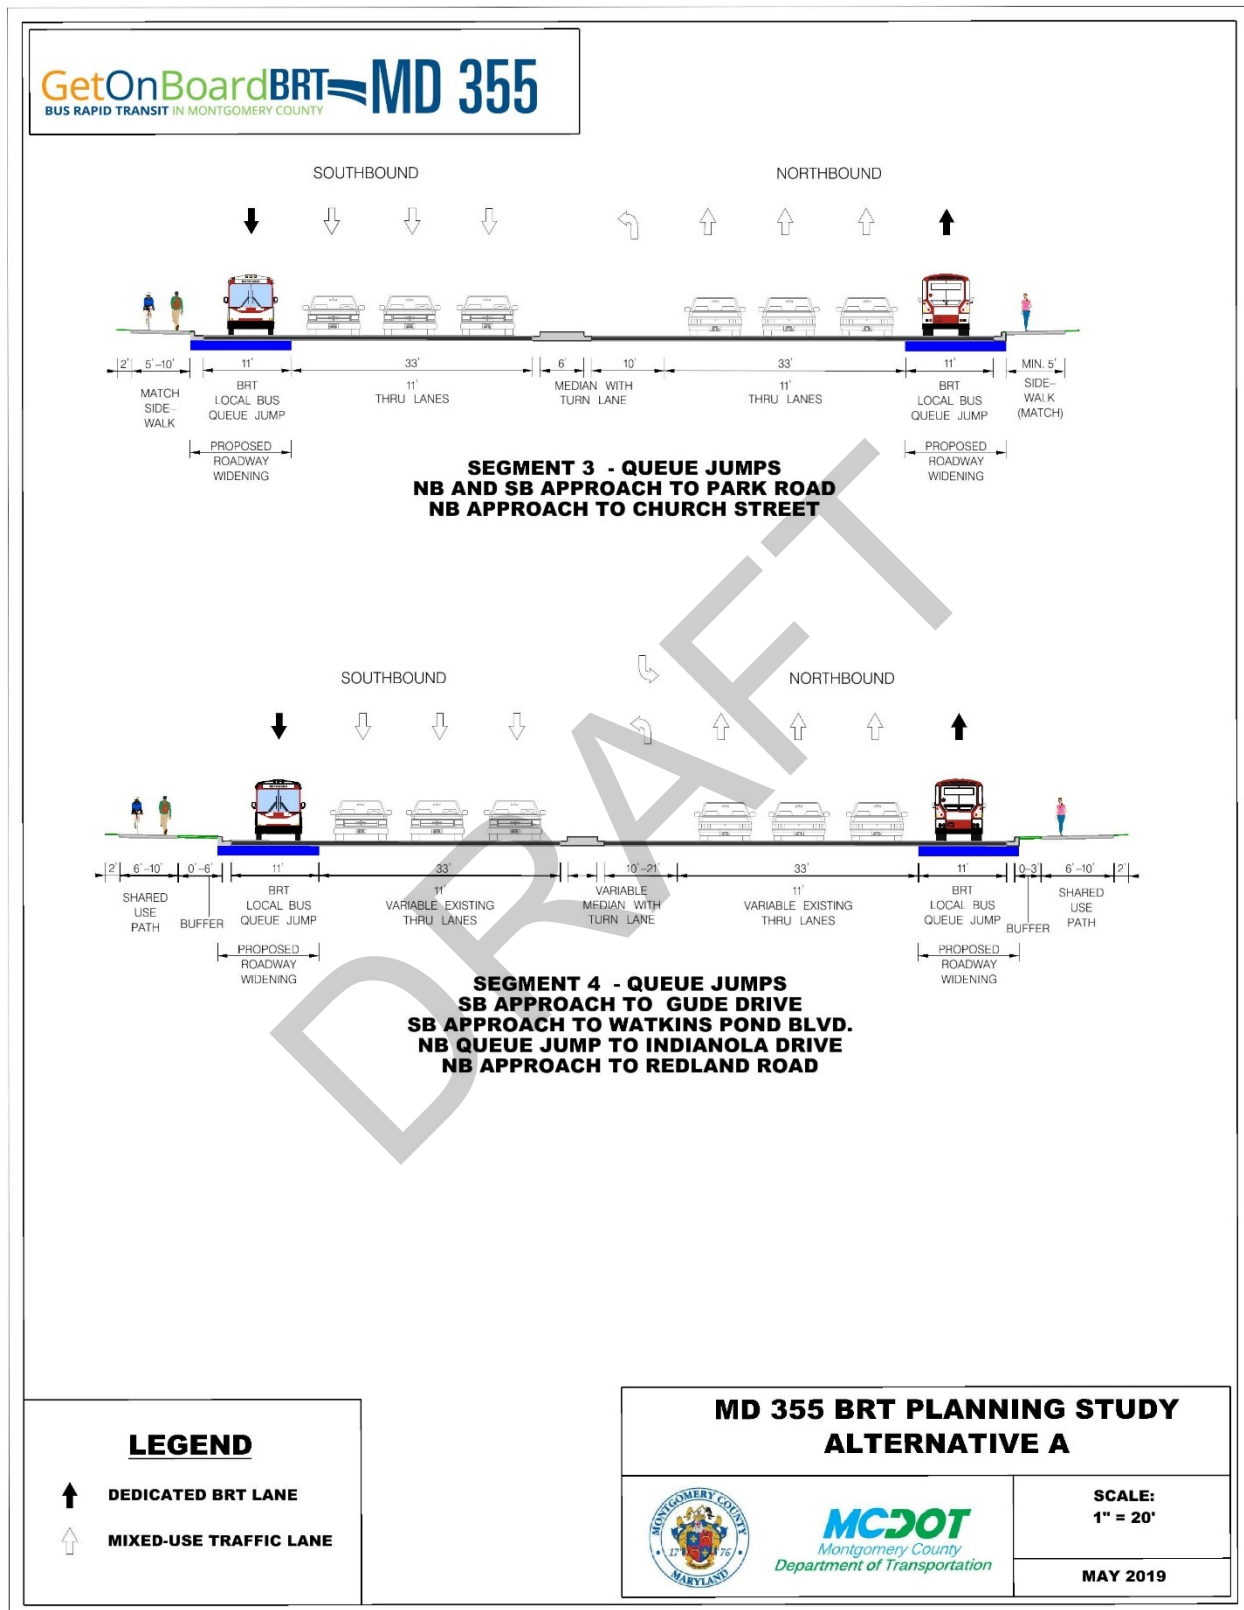 GetOnBoardBRT MD 355
BUS RAPID TRANSIT IN MONTGOMERY COUNTY
SOUTHBOUND
NORTHBOUND
2' 5'-10' 11' 33' 6' 10' 33' 11' MIN. 5'
MATCH
SIDE-
WALK
BRT
LOCAL BUS
QUEUE JUMP
11'
THRU LANES
MEDIAN WITH
TURN LANE
11'
THRU LANES
BRT
LOCAL BUS
QUEUE JUMP
SIDE-
WALK
(MATCH)
PROPOSED
ROADWAY
WIDENING
PROPOSED
ROADWAY
WIDENING
SEGMENT 3 - QUEUE JUMPS
NB AND SB APPROACH TO PARK ROAD
NB APPROACH TO CHURCH STREET
DRAFT
SOUTHBOUND
NORTHBOUND
2' 6'-10' 0'-6' 11' 33' 10'-21' 33' 11' 0-3' 6'-10' 2'
SHARED
USE
PATH
BUFFER
BRT
LOCAL BUS
QUEUE JUMP
11'
VARIABLE EXISTING
THRU LANES
VARIABLE
MEDIAN WITH
TURN LANE
11'
VARIABLE EXISTING
THRU LANES
BRT
LOCAL BUS
QUEUE JUMP
BUFFER
SHARED
USE
PATH
PROPOSED
ROADWAY
WIDENING
PROPOSED
ROADWAY
WIDENING
SEGMENT 4 - QUEUE JUMPS
SB APPROACH TO GUDE DRIVE
SB APPROACH TO WATKINS POND BLVD.
NB QUEUE JUMP TO INDIANOLA DRIVE
NB APPROACH TO REDLAND ROAD
LEGEND
DEDICATED BRT LANE
MIXED-USE TRAFFIC LANE
MD 355 BRT PLANNING STUDY
ALTERNATIVE A
MONTGOMERY COUNTY
17 76
MARYLAND
MCDOT
Montgomery County
Department of Transportation
SCALE:
1" = 20'
MAY 2019